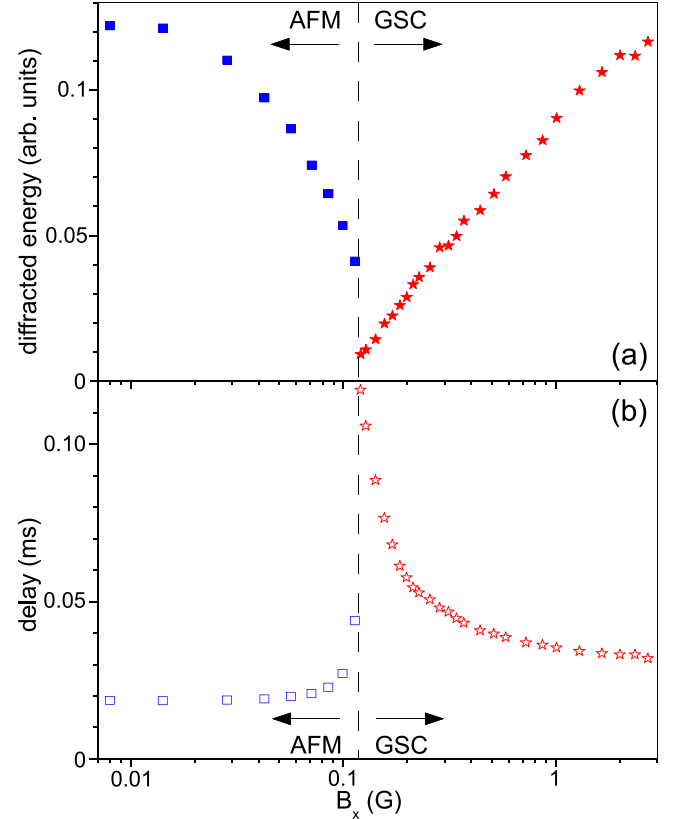 AFM GSC
0.1
0.05
0
diffracted energy (arb. units)
(a)
(b)
0.10
0.05
0
delay (ms)
AFM GSC
0.01 0.1 1
Bx (G)